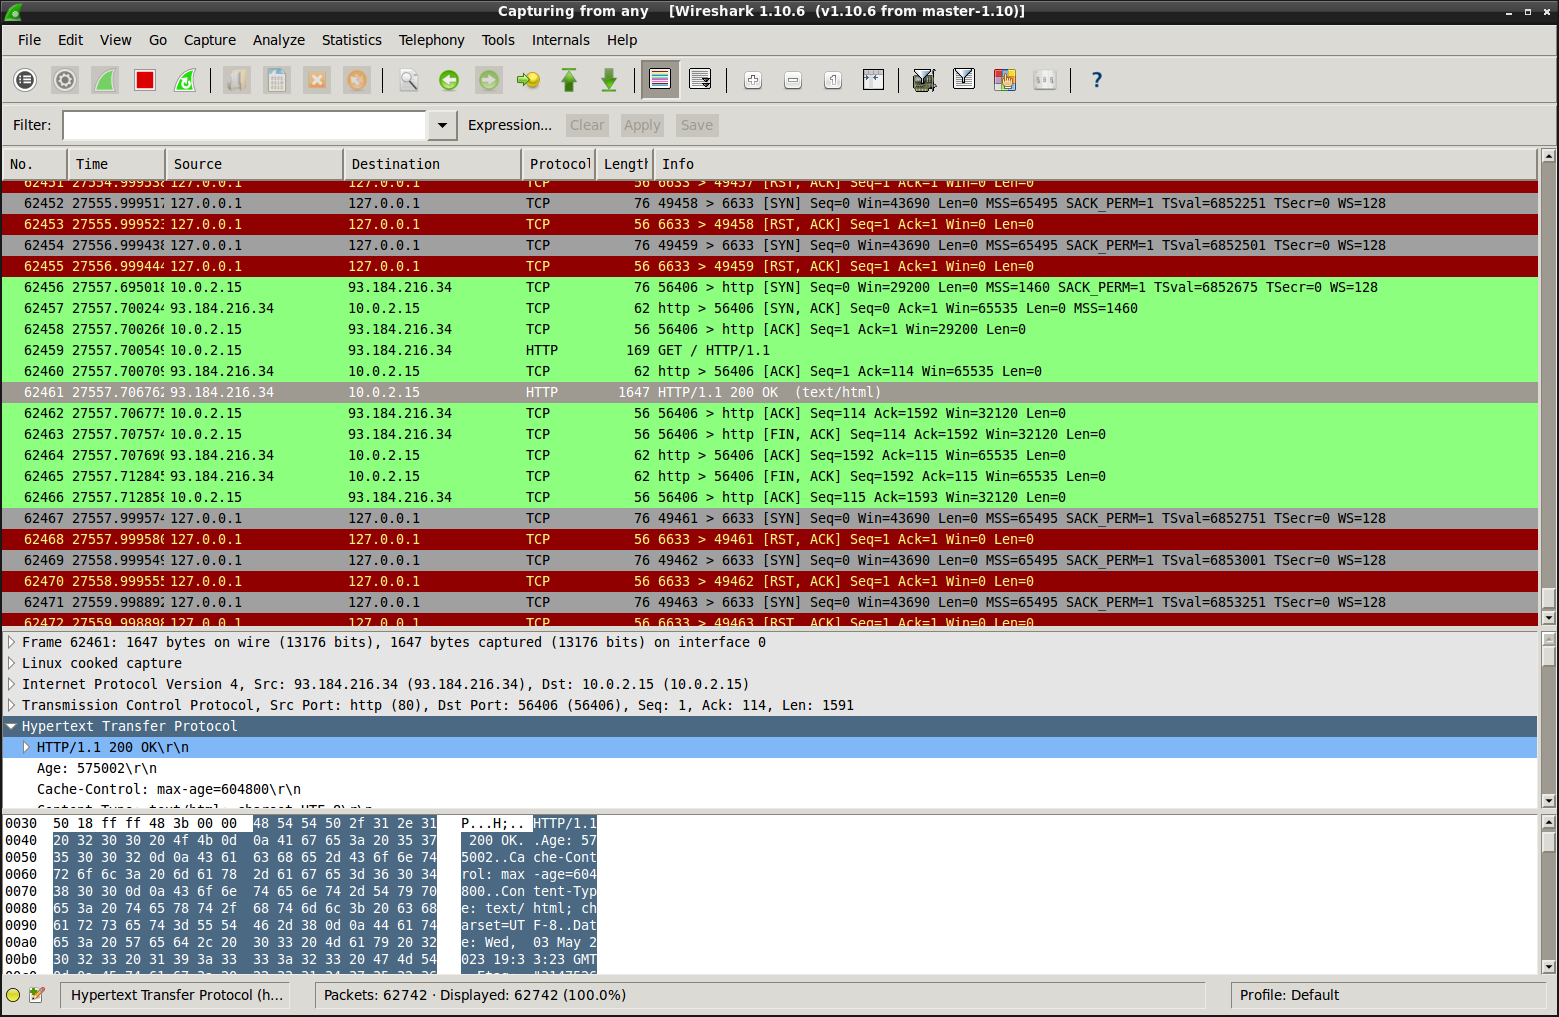 Capturing from any [Wireshark 1.10.6 (v1.10.6 from master-1.10)]
File Edit View Go Capture Analyze Statistics Telephony Tools Internals Help
Filter: Expression... Clear Apply Save
No. Time Source Destination Protocol Length Info
62451 27554.999538 127.0.0.1 127.0.0.1 TCP 56 6633 > 49457 [RST, ACK] Seq=1 Ack=1 Win=0 Len=0
62452 27555.999517 127.0.0.1 127.0.0.1 TCP 76 49458 > 6633 [SYN] Seq=0 Win=43690 Len=0 MSS=65495 SACK_PERM=1 TSval=6852251 TSecr=0 WS=128
62453 27555.999523 127.0.0.1 127.0.0.1 TCP 56 6633 > 49458 [RST, ACK] Seq=1 Ack=1 Win=0 Len=0
62454 27556.999438 127.0.0.1 127.0.0.1 TCP 76 49459 > 6633 [SYN] Seq=0 Win=43690 Len=0 MSS=65495 SACK_PERM=1 TSval=6852501 TSecr=0 WS=128
62455 27556.999444 127.0.0.1 127.0.0.1 TCP 56 6633 > 49459 [RST, ACK] Seq=1 Ack=1 Win=0 Len=0
62456 27557.695018 10.0.2.15 93.184.216.34 TCP 76 56406 > http [SYN] Seq=0 Win=29200 Len=0 MSS=1460 SACK_PERM=1 TSval=6852675 TSecr=0 WS=128
62457 27557.700244 93.184.216.34 10.0.2.15 TCP 62 http > 56406 [SYN, ACK] Seq=0 Ack=1 Win=65535 Len=0 MSS=1460
62458 27557.700266 10.0.2.15 93.184.216.34 TCP 56 56406 > http [ACK] Seq=1 Ack=1 Win=29200 Len=0
62459 27557.700549 10.0.2.15 93.184.216.34 HTTP 169 GET / HTTP/1.1
62460 27557.700709 93.184.216.34 10.0.2.15 TCP 62 http > 56406 [ACK] Seq=1 Ack=114 Win=65535 Len=0
62461 27557.706762 93.184.216.34 10.0.2.15 HTTP 1647 HTTP/1.1 200 OK (text/html)
62462 27557.706775 10.0.2.15 93.184.216.34 TCP 56 56406 > http [ACK] Seq=114 Ack=1592 Win=32120 Len=0
62463 27557.707574 10.0.2.15 93.184.216.34 TCP 56 56406 > http [FIN, ACK] Seq=114 Ack=1592 Win=32120 Len=0
62464 27557.707690 93.184.216.34 10.0.2.15 TCP 62 http > 56406 [ACK] Seq=1592 Ack=115 Win=65535 Len=0
62465 27557.712845 93.184.216.34 10.0.2.15 TCP 62 http > 56406 [FIN, ACK] Seq=1592 Ack=115 Win=65535 Len=0
62466 27557.712858 10.0.2.15 93.184.216.34 TCP 56 56406 > http [ACK] Seq=115 Ack=1593 Win=32120 Len=0
62467 27557.999574 127.0.0.1 127.0.0.1 TCP 76 49461 > 6633 [SYN] Seq=0 Win=43690 Len=0 MSS=65495 SACK_PERM=1 TSval=6852751 TSecr=0 WS=128
62468 27557.999580 127.0.0.1 127.0.0.1 TCP 56 6633 > 49461 [RST, ACK] Seq=1 Ack=1 Win=0 Len=0
62469 27558.999549 127.0.0.1 127.0.0.1 TCP 76 49462 > 6633 [SYN] Seq=0 Win=43690 Len=0 MSS=65495 SACK_PERM=1 TSval=6853001 TSecr=0 WS=128
62470 27558.999555 127.0.0.1 127.0.0.1 TCP 56 6633 > 49462 [RST, ACK] Seq=1 Ack=1 Win=0 Len=0
62471 27559.998892 127.0.0.1 127.0.0.1 TCP 76 49463 > 6633 [SYN] Seq=0 Win=43690 Len=0 MSS=65495 SACK_PERM=1 TSval=6853251 TSecr=0 WS=128
62472 27559.998898 127.0.0.1 127.0.0.1 TCP 56 6633 > 49463 [RST, ACK] Seq=1 Ack=1 Win=0 Len=0
Frame 62461: 1647 bytes on wire (13176 bits), 1647 bytes captured (13176 bits) on interface 0
Linux cooked capture
Internet Protocol Version 4, Src: 93.184.216.34 (93.184.216.34), Dst: 10.0.2.15 (10.0.2.15)
Transmission Control Protocol, Src Port: http (80), Dst Port: 56406 (56406), Seq: 1, Ack: 114, Len: 1591
Hypertext Transfer Protocol
HTTP/1.1 200 OK\r\n
Age: 575002\r\n
Cache-Control: max-age=604800\r\n
Content-Type: text/html; charset=UTF-8\r\n
0030 50 18 ff ff 48 3b 00 00 48 54 54 50 2f 31 2e 31 P...H;.. HTTP/1.1
0040 20 32 30 30 20 4f 4b 0d 0a 41 67 65 3a 20 35 37 200 OK. .Age: 57
0050 35 30 30 32 0d 0a 43 61 63 68 65 2d 43 6f 6e 74 5002..Ca che-Cont
0060 72 6f 6c 3a 20 6d 61 78 2d 61 67 65 3d 36 30 34 rol: max -age=604
0070 38 30 30 0d 0a 43 6f 6e 74 65 6e 74 2d 54 79 70 800..Con tent-Typ
0080 65 3a 20 74 65 78 74 2f 68 74 6d 6c 3b 20 63 68 e: text/ html; ch
0090 61 72 73 65 74 3d 55 54 46 2d 38 0d 0a 44 61 74 arset=UT F-8..Dat
00a0 65 3a 20 57 65 64 2c 20 30 33 20 4d 61 79 20 32 e: Wed, 03 May 2
00b0 30 32 33 20 31 39 3a 33 33 3a 32 33 20 47 4d 54 023 19:3 3:23 GMT
Hypertext Transfer Protocol (h... Packets: 62742 · Displayed: 62742 (100.0%) Profile: Default